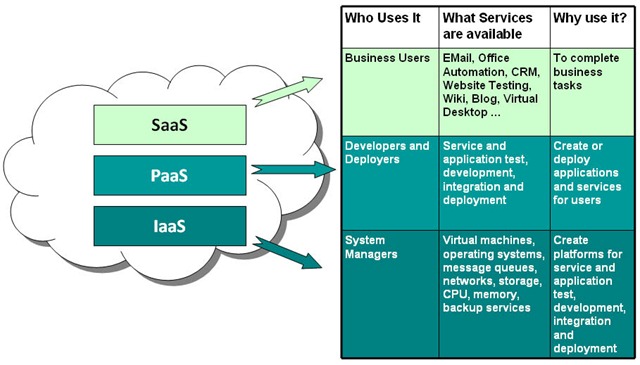 SaaS
PaaS
IaaS
Who Uses It
What Services
are available
Why use it?
Business Users
EMail, Office
Automation, CRM,
Website Testing,
Wiki, Blog, Virtual
Desktop ...
To complete
business
tasks
Developers and
Deployers
Service and
application test,
development,
integration and
deployment
Create or
deploy
applications
and services
for users
System
Managers
Virtual machines,
operating systems,
message queues,
networks, storage,
CPU, memory,
backup services
Create
platforms for
service and
application
test,
development,
integration
and
deployment